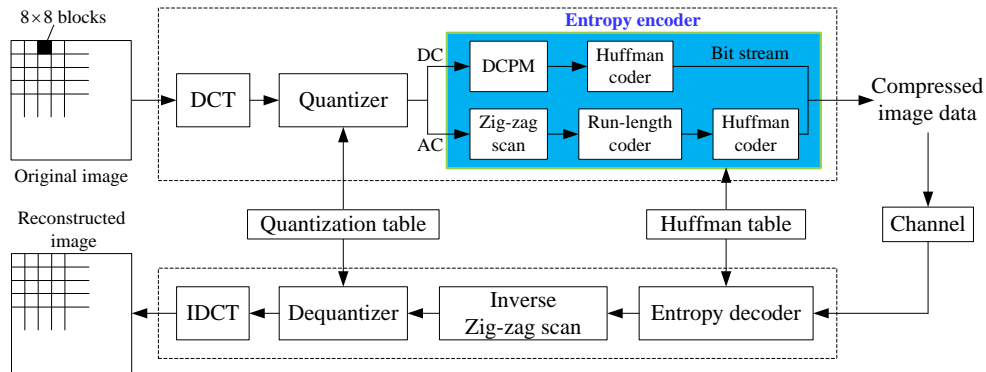 8×8 blocks
Original image
DCT
Quantizer
Entropy encoder
DC
DCPM
Huffman
coder
Bit stream
AC
Zig-zag
scan
Run-length
coder
Huffman
coder
Compressed
image data
Quantization table
Huffman table
Channel
Reconstructed
image
IDCT
Dequantizer
Inverse
Zig-zag scan
Entropy decoder